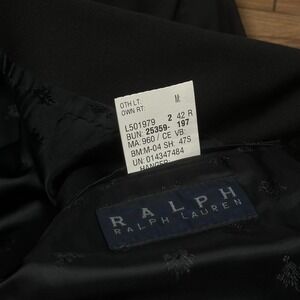 OTH LT:
OWN RT: M
L501979 2 42 R
BUN: 25359- 197
MA: 960 / CE VB:
BM:M-04 SH: 47S
UN: 014347484
HANGER
RALPH
RALPH LAUREN